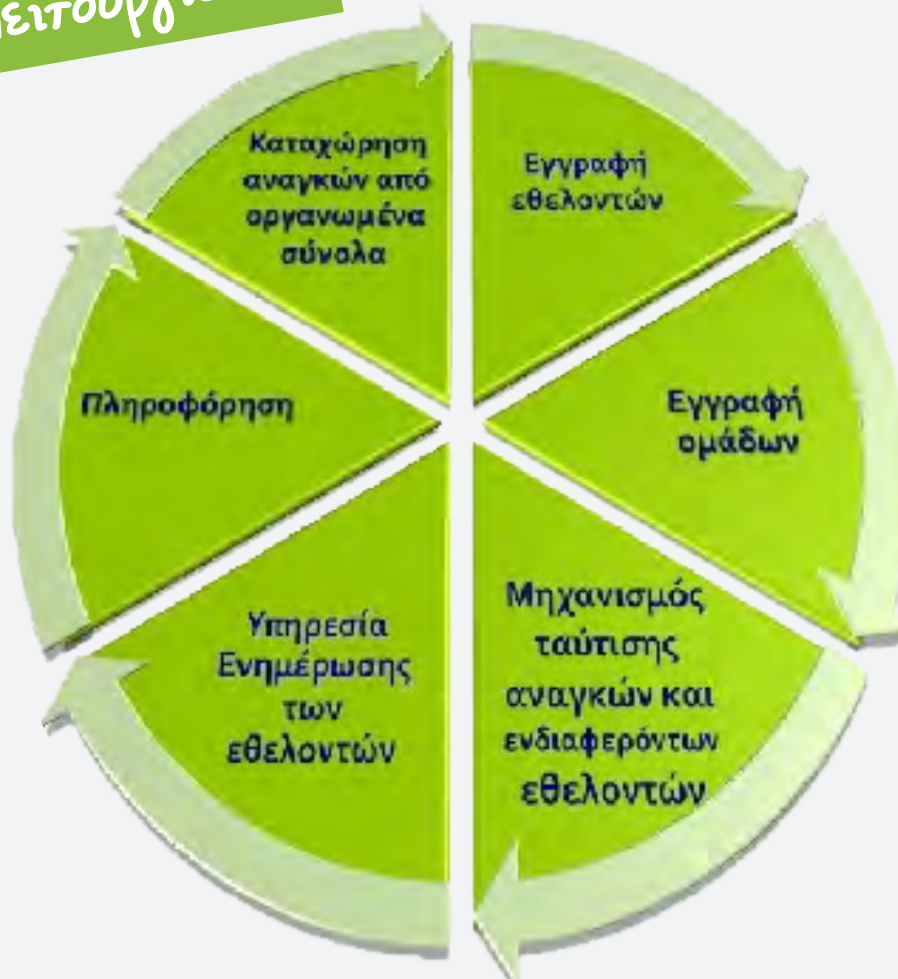 Καταχώρηση
αναγκών από
οργανωμένα
σύνολα
Εγγραφή
εθελοντών
Εγγραφή
ομάδων
Μηχανισμός
ταύτισης
αναγκών και
ενδιαφερόντων
εθελοντών
Υπηρεσία
Ενημέρωσης
των
εθελοντών
Πληροφόρηση